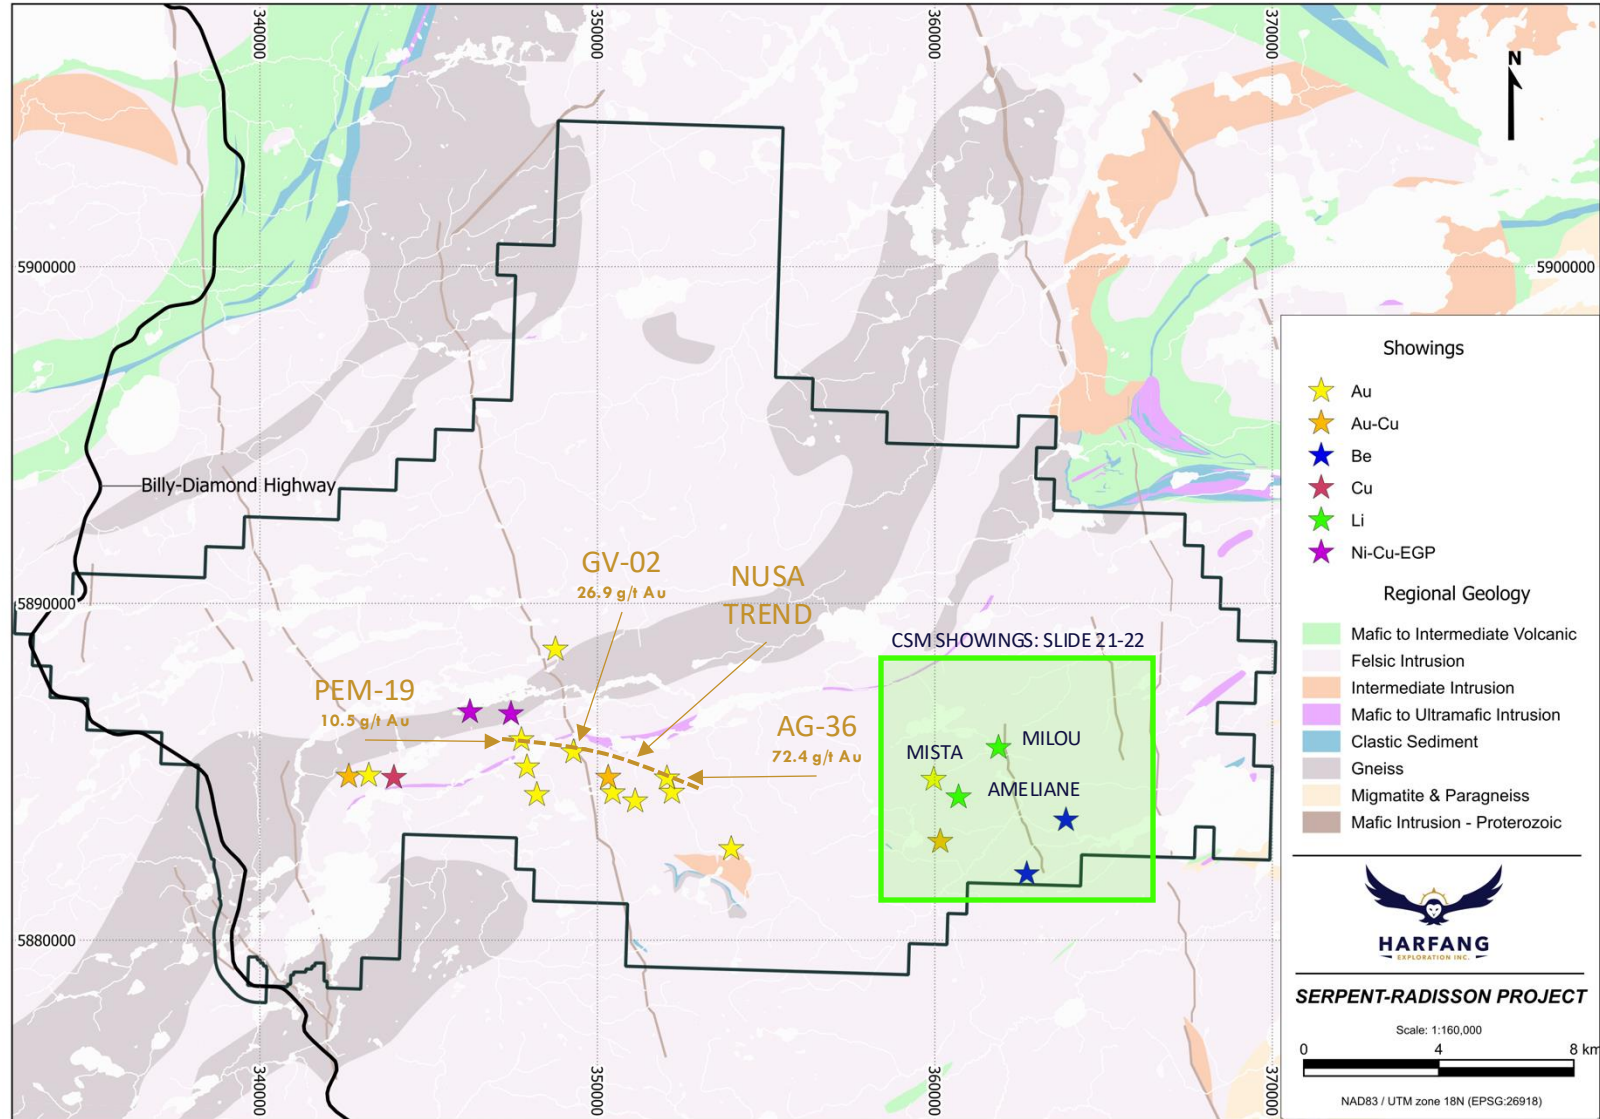 340000
350000
360000
370000
N
5900000
5900000
Billy-Diamond Highway
GV-02
26.9 g/t Au
NUSA
TREND
5890000
CSM SHOWINGS: SLIDE 21-22
PEM-19
10.5 g/t Au
AG-36
72.4 g/t Au
MISTA
MILOU
AMELIANE
5880000
340000
350000
360000
370000
Showings
Au
Au-Cu
Be
Cu
Li
Ni-Cu-EGP
Regional Geology
Mafic to Intermediate Volcanic
Felsic Intrusion
Intermediate Intrusion
Mafic to Ultramafic Intrusion
Clastic Sediment
Gneiss
Migmatite & Paragneiss
Mafic Intrusion - Proterozoic
HARFANG
EXPLORATION INC.
SERPENT-RADISSON PROJECT
Scale: 1:160,000
0 4 8 km
NAD83 / UTM zone 18N (EPSG:26918)